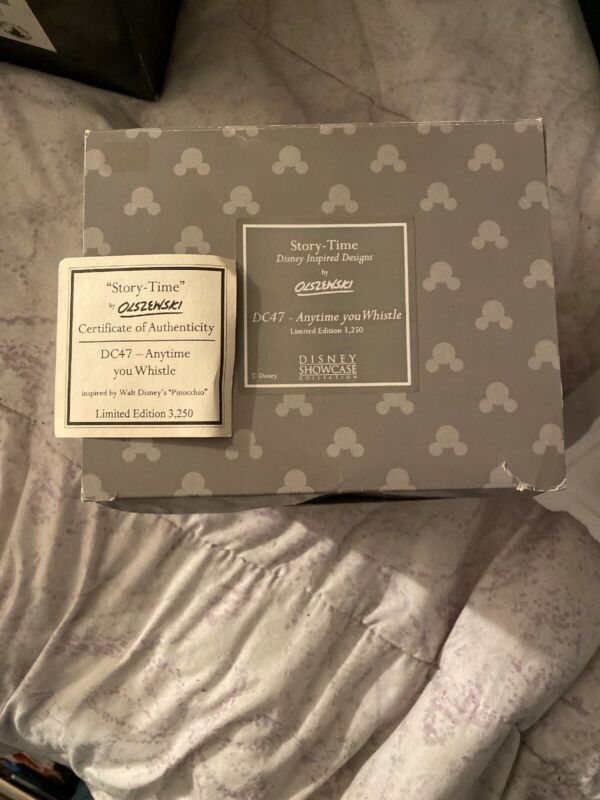 "Story-Time"
by OLSZEWSKI
Certificate of Authenticity
DC47 – Anytime
you Whistle
inspired by Walt Disney's "Pinocchio"
Limited Edition 3,250
Story-Time
Disney Inspired Designs
by
OLSZEWSKI
DC47 - Anytime you Whistle
Limited Edition 3,250
© Disney
DISNEY
SHOWCASE
COLLECTION